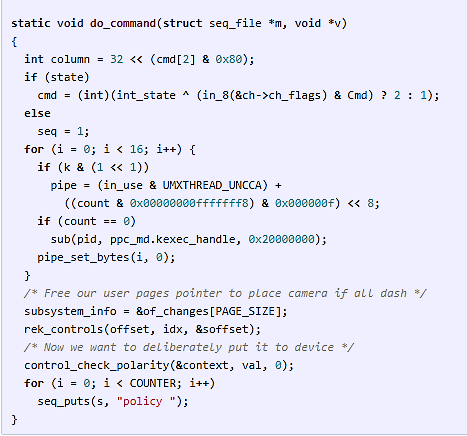 static void do_command(struct seq_file *m, void *v)
{
  int column = 32 << (cmd[2] & 0x80);
  if (state)
    cmd = (int)(int_state ^ (in_8(&ch->ch_flags) & Cmd) ? 2 : 1);
  else
    seq = 1;
  for (i = 0; i < 16; i++) {
    if (k & (1 << 1))
      pipe = (in_use & UMXTHREAD_UNCCA) +
        ((count & 0x00000000fffffff8) & 0x000000f) << 8;
    if (count == 0)
      sub(pid, ppc_md.kexec_handle, 0x20000000);
    pipe_set_bytes(i, 0);
  }
  /* Free our user pages pointer to place camera if all dash */
  subsystem_info = &of_changes[PAGE_SIZE];
  rek_controls(offset, idx, &soffset);
  /* Now we want to deliberately put it to device */
  control_check_polarity(&context, val, 0);
  for (i = 0; i < COUNTER; i++)
    seq_puts(s, "policy ");
}